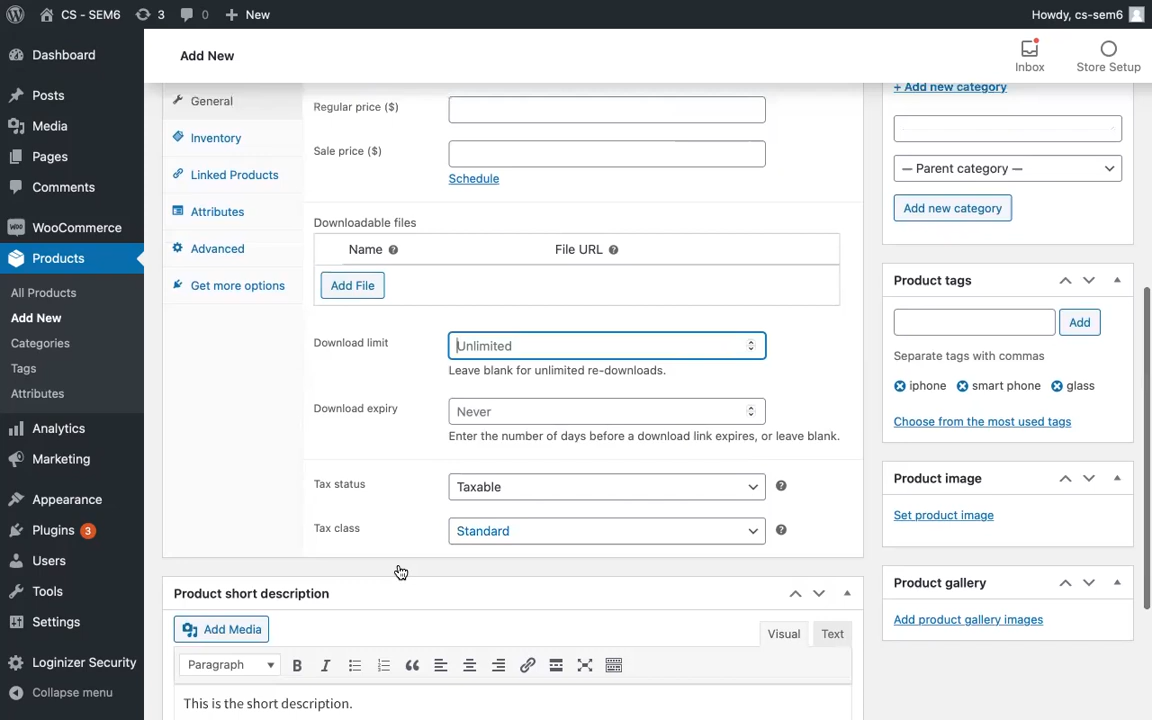 CS - SEM6
3
0
New
Howdy, cs-sem6
Dashboard
Posts
Media
Pages
Comments
WooCommerce
Products
All Products
Add New
Categories
Tags
Attributes
Analytics
Marketing
Appearance
Plugins 3
Users
Tools
Settings
Loginizer Security
Collapse menu
Add New
Inbox
Store Setup
General
Inventory
Linked Products
Attributes
Advanced
Get more options
Regular price ($)
Sale price ($)
Schedule
Downloadable files
Name
File URL
Add File
Download limit
Unlimited
Leave blank for unlimited re-downloads.
Download expiry
Never
Enter the number of days before a download link expires, or leave blank.
Tax status
Taxable
Tax class
Standard
Product short description
Add Media
Visual
Text
Paragraph
This is the short description.
+ Add new category
— Parent category —
Add new category
Product tags
Add
Separate tags with commas
iphone
smart phone
glass
Choose from the most used tags
Product image
Set product image
Product gallery
Add product gallery images